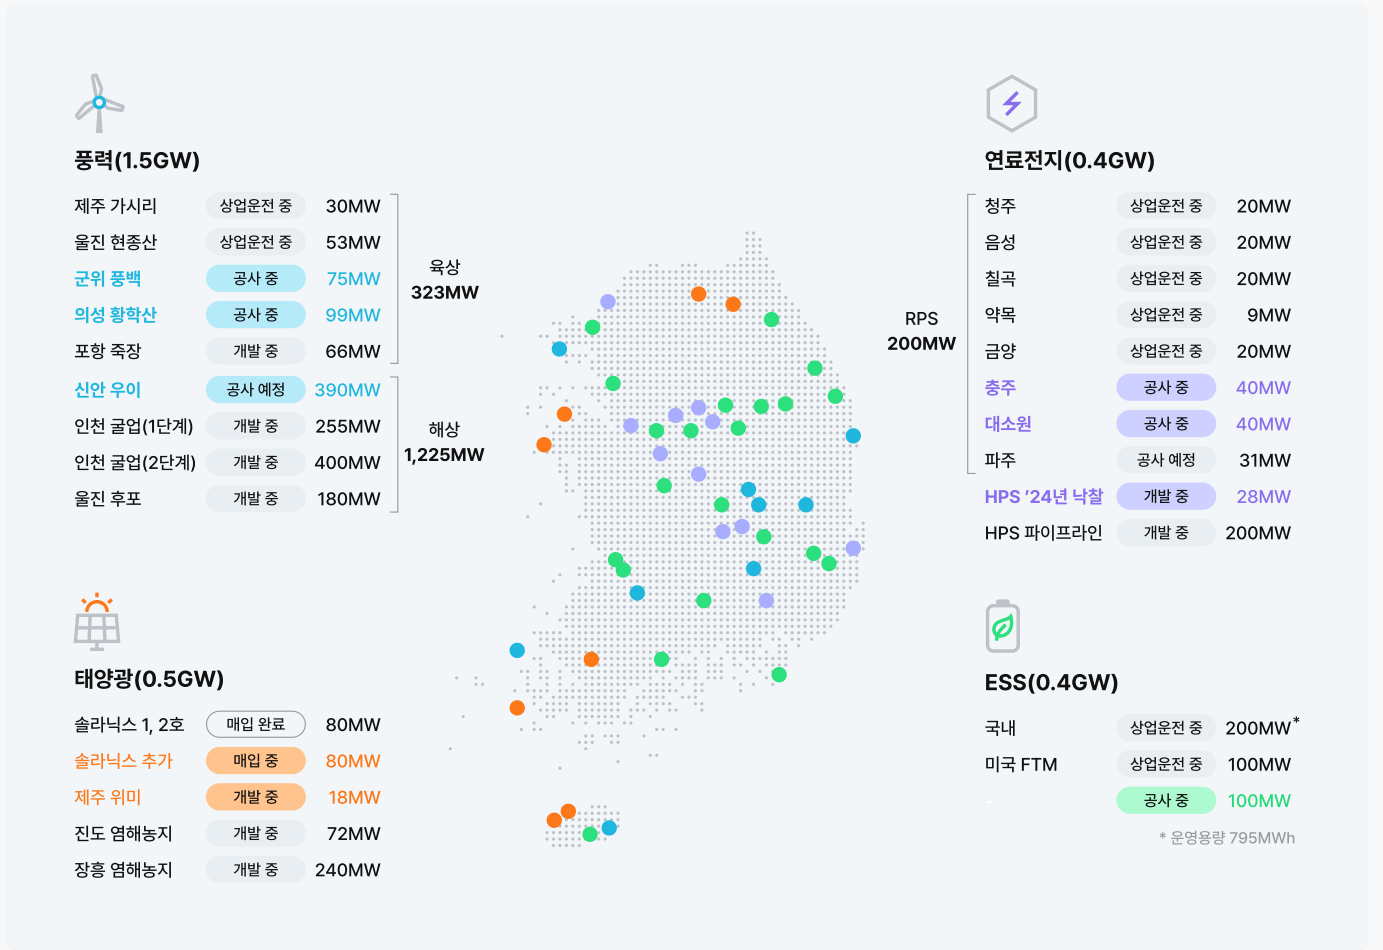 풍력(1.5GW)
제주 가시리 상업운전 중 30MW
울진 현종산 상업운전 중 53MW
군위 풍백 공사 중 75MW
의성 황학산 공사 중 99MW
포항 죽장 개발 중 66MW
육상
323MW
신안 우이 공사 예정 390MW
인천 굴업(1단계) 개발 중 255MW
인천 굴업(2단계) 개발 중 400MW
울진 후포 개발 중 180MW
해상
1,225MW
태양광(0.5GW)
솔라닉스 1, 2호 매입 완료 80MW
솔라닉스 추가 매입 중 80MW
제주 위미 개발 중 18MW
진도 염해농지 개발 중 72MW
장흥 염해농지 개발 중 240MW
연료전지(0.4GW)
RPS
200MW
청주 상업운전 중 20MW
음성 상업운전 중 20MW
칠곡 상업운전 중 20MW
약목 상업운전 중 9MW
금양 상업운전 중 20MW
충주 공사 중 40MW
대소원 공사 중 40MW
파주 공사 예정 31MW
HPS ’24년 낙찰 개발 중 28MW
HPS 파이프라인 개발 중 200MW
ESS(0.4GW)
국내 상업운전 중 200MW*
미국 FTM 상업운전 중 100MW
- 공사 중 100MW
* 운영용량 795MWh